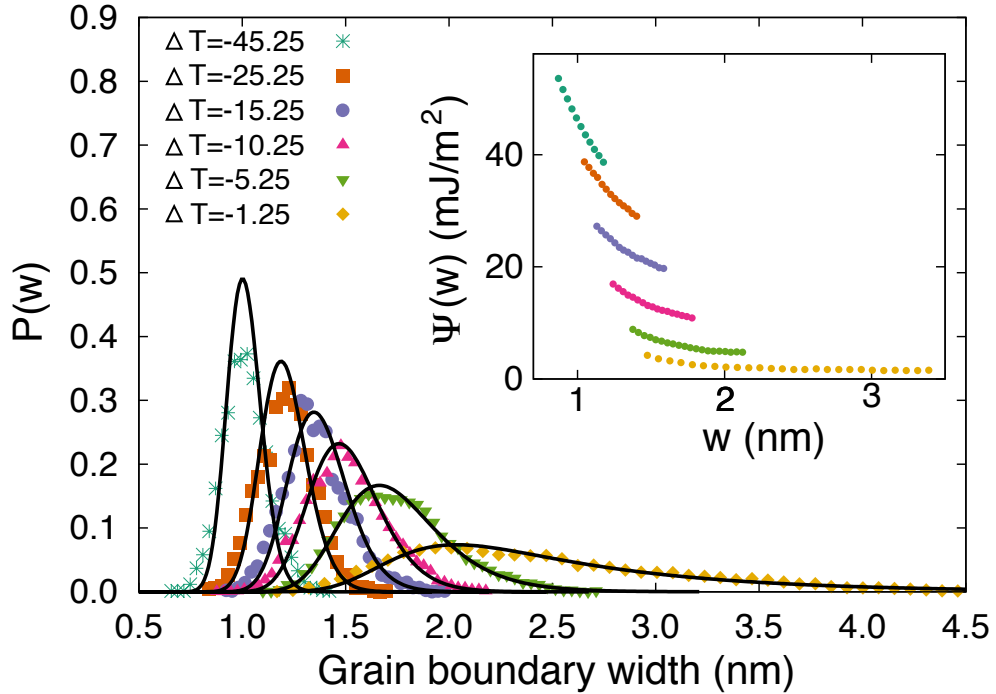 0.9
0.8
0.7
0.6
0.5
0.4
0.3
0.2
0.1
0.0
P(w)
Δ T=-45.25
Δ T=-25.25
Δ T=-15.25
Δ T=-10.25
Δ T=-5.25
Δ T=-1.25
40
20
0
Ψ(w) (mJ/m²)
1 2 3
w (nm)
0.5 1.0 1.5 2.0 2.5 3.0 3.5 4.0 4.5
Grain boundary width (nm)